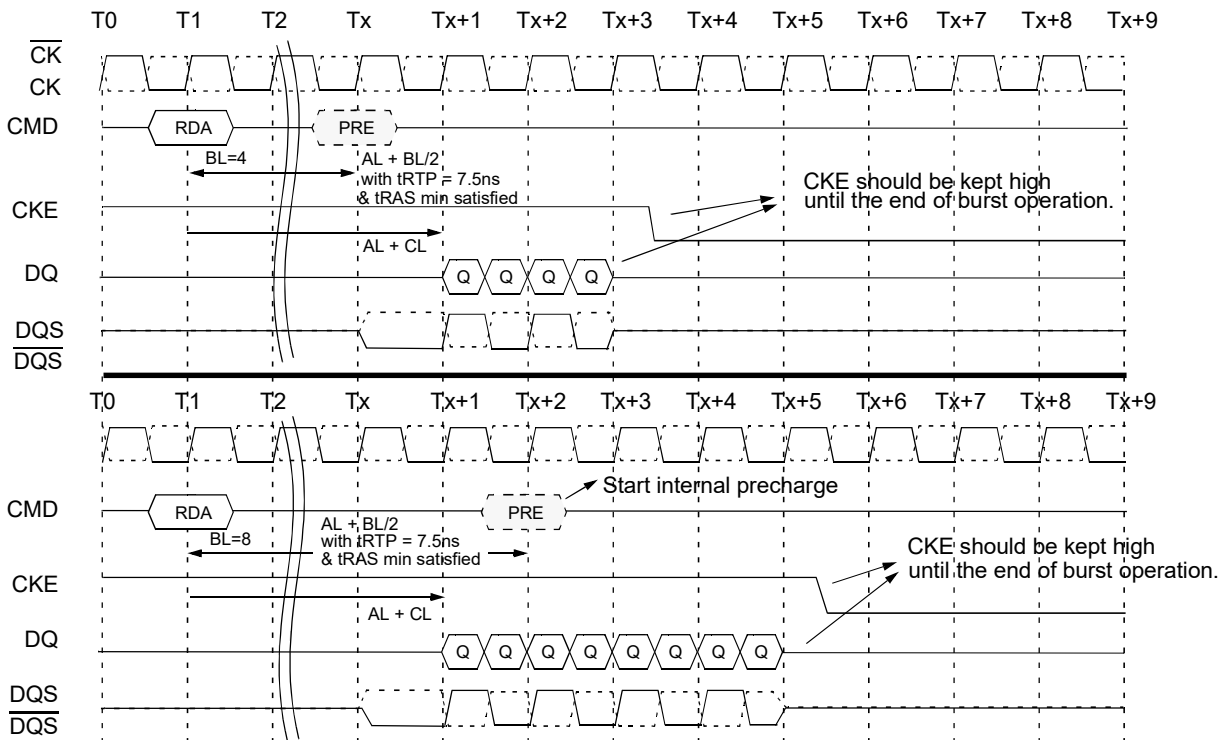 T0 T1 T2 Tx Tx+1 Tx+2 Tx+3 Tx+4 Tx+5 Tx+6 Tx+7 Tx+8 Tx+9
CK
CK
CMD RDA PRE
BL=4 AL + BL/2
with tRTP = 7.5ns
& tRAS min satisfied
CKE should be kept high
until the end of burst operation.
CKE
AL + CL
DQ Q Q Q Q
DQS
DQS
T0 T1 T2 Tx Tx+1 Tx+2 Tx+3 Tx+4 Tx+5 Tx+6 Tx+7 Tx+8 Tx+9
Start internal precharge
CMD RDA PRE
BL=8 AL + BL/2
with tRTP = 7.5ns
& tRAS min satisfied
CKE should be kept high
until the end of burst operation.
CKE
AL + CL
DQ Q Q Q Q Q Q Q Q
DQS
DQS